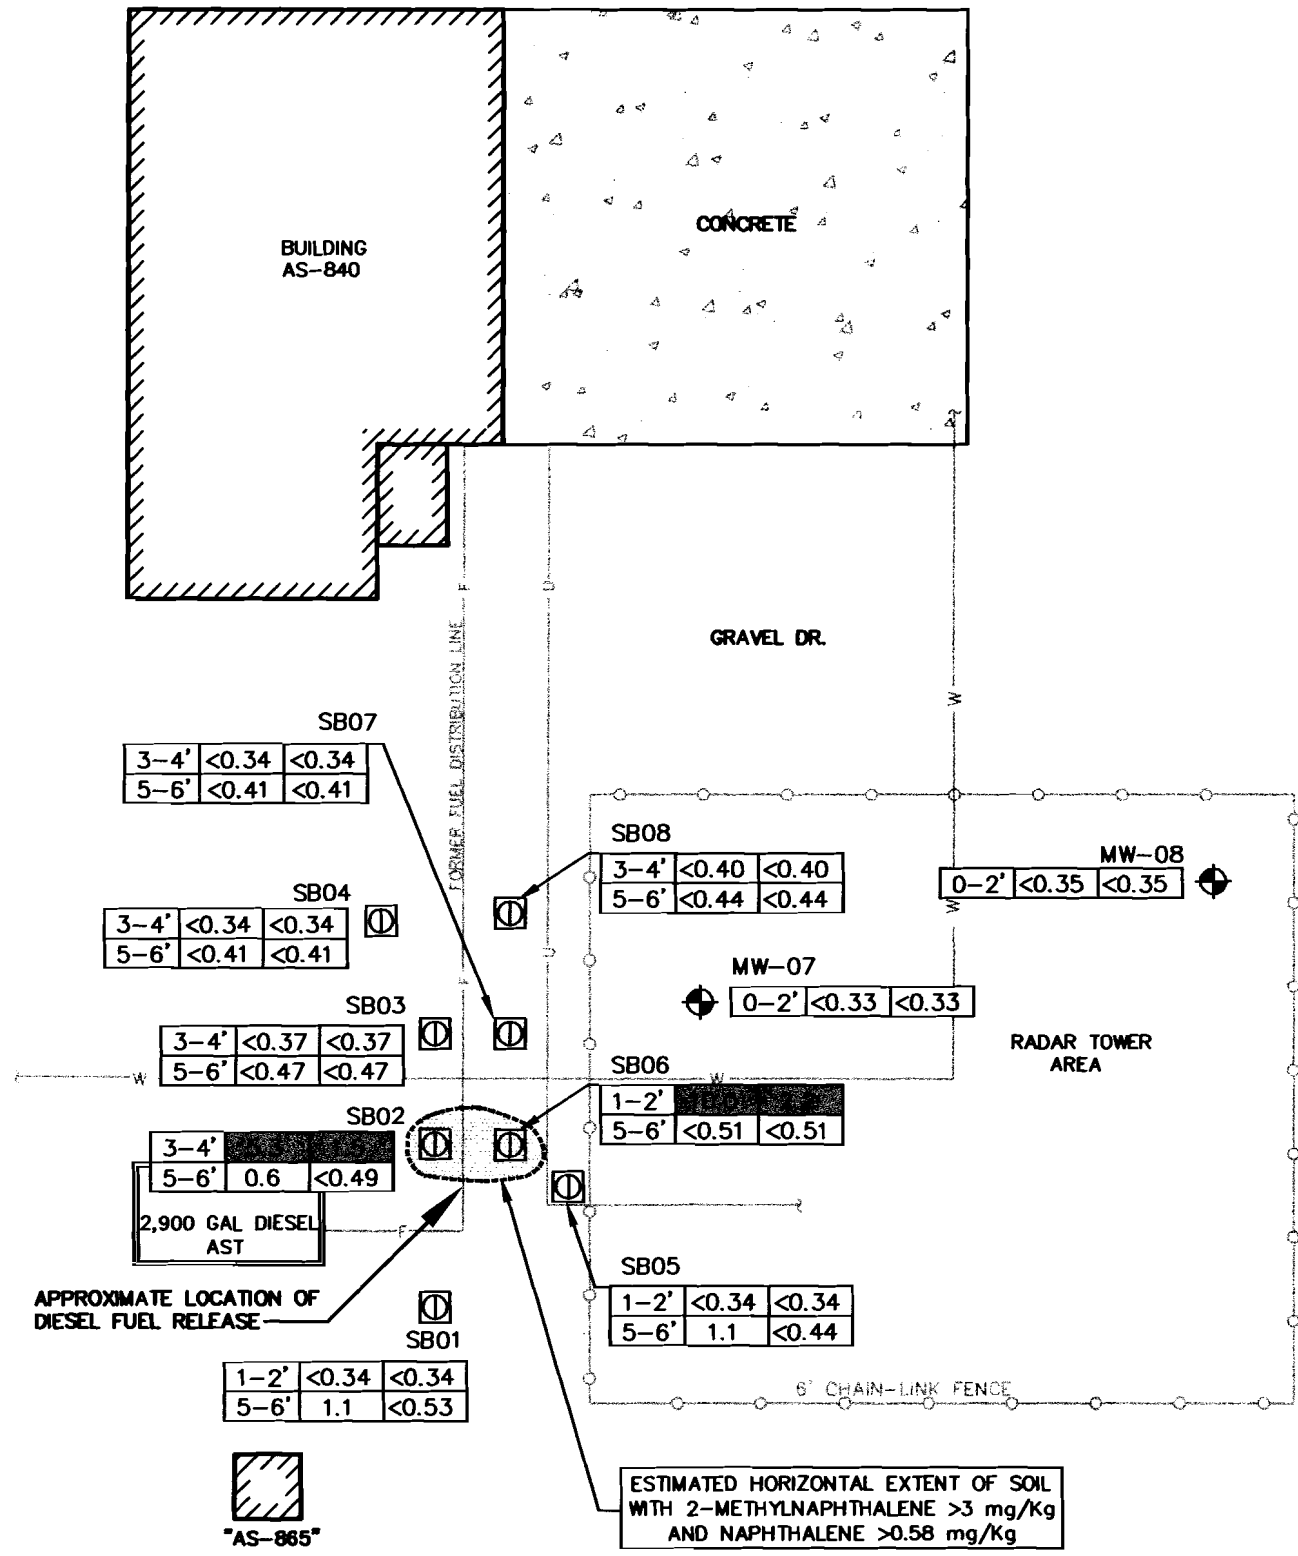 BUILDING
AS-840
CONCRETE
GRAVEL DR.
FORMER FUEL DISTRIBUTION LINE
F
D
W
SB07
3-4' <0.34 <0.34
5-6' <0.41 <0.41
SB08
3-4' <0.40 <0.40
5-6' <0.44 <0.44
MW-08
0-2' <0.35 <0.35
W
SB04
3-4' <0.34 <0.34
5-6' <0.41 <0.41
D
F
MW-07
0-2' <0.33 <0.33
SB03
3-4' <0.37 <0.37
5-6' <0.47 <0.47
RADAR TOWER
AREA
W
W
SB06
1-2'
5-6' <0.51 <0.51
SB02
3-4'
5-6' 0.6 <0.49
2,900 GAL DIESEL
AST
F
SB05
1-2' <0.34 <0.34
5-6' 1.1 <0.44
APPROXIMATE LOCATION OF
DIESEL FUEL RELEASE
SB01
1-2' <0.34 <0.34
5-6' 1.1 <0.53
6' CHAIN-LINK FENCE
"AS-865"
ESTIMATED HORIZONTAL EXTENT OF SOIL
WITH 2-METHYLNAPHTHALENE >3 mg/Kg
AND NAPHTHALENE >0.58 mg/Kg